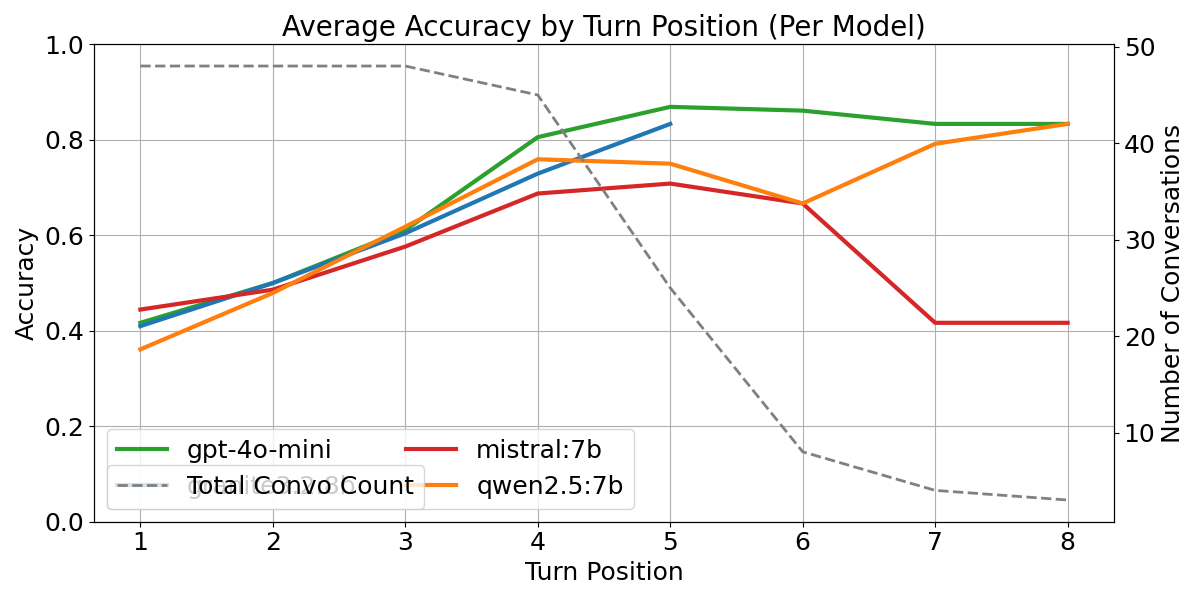 Average Accuracy by Turn Position (Per Model)
1.0
0.8
0.6
0.4
0.2
0.0
Accuracy
50
40
30
20
10
Number of Conversations
gpt-4o-mini
mistral:7b
Total Convo Count
qwen2.5:7b
1 2 3 4 5 6 7 8
Turn Position